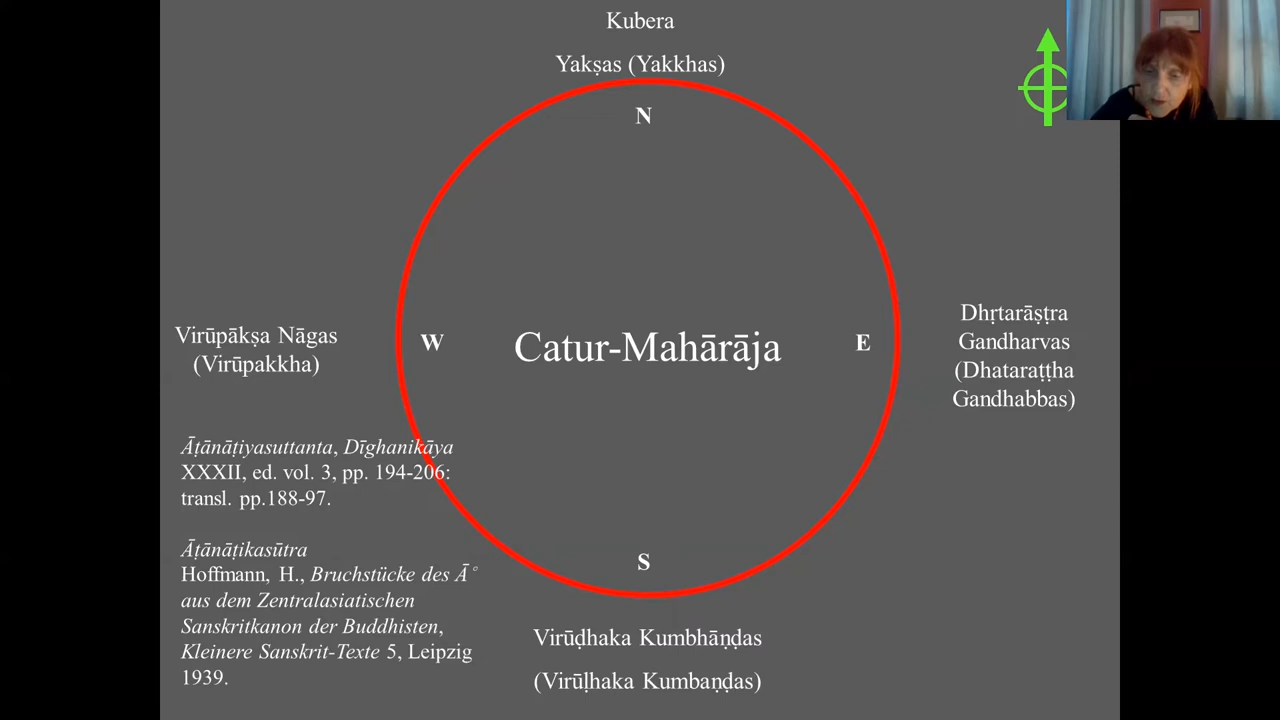 Kubera
Yakṣas (Yakkhas)
N
Virūpākṣa Nāgas
(Virūpakkha)
W
Catur-Mahārāja
E
Dhṛtarāṣṭra
Gandharvas
(Dhataraṭṭha
Gandhabbas)
Āṭānāṭiyasuttanta, Dīghanikāya
XXXII, ed. vol. 3, pp. 194-206:
transl. pp.188-97.
Āṭānāṭikasūtra
Hoffmann, H., Bruchstücke des Ā°
aus dem Zentralasiatischen
Sanskritkanon der Buddhisten,
Kleinere Sanskrit-Texte 5, Leipzig
1939.
S
Virūḍhaka Kumbhāṇḍas
(Virūḷhaka Kumbaṇḍas)